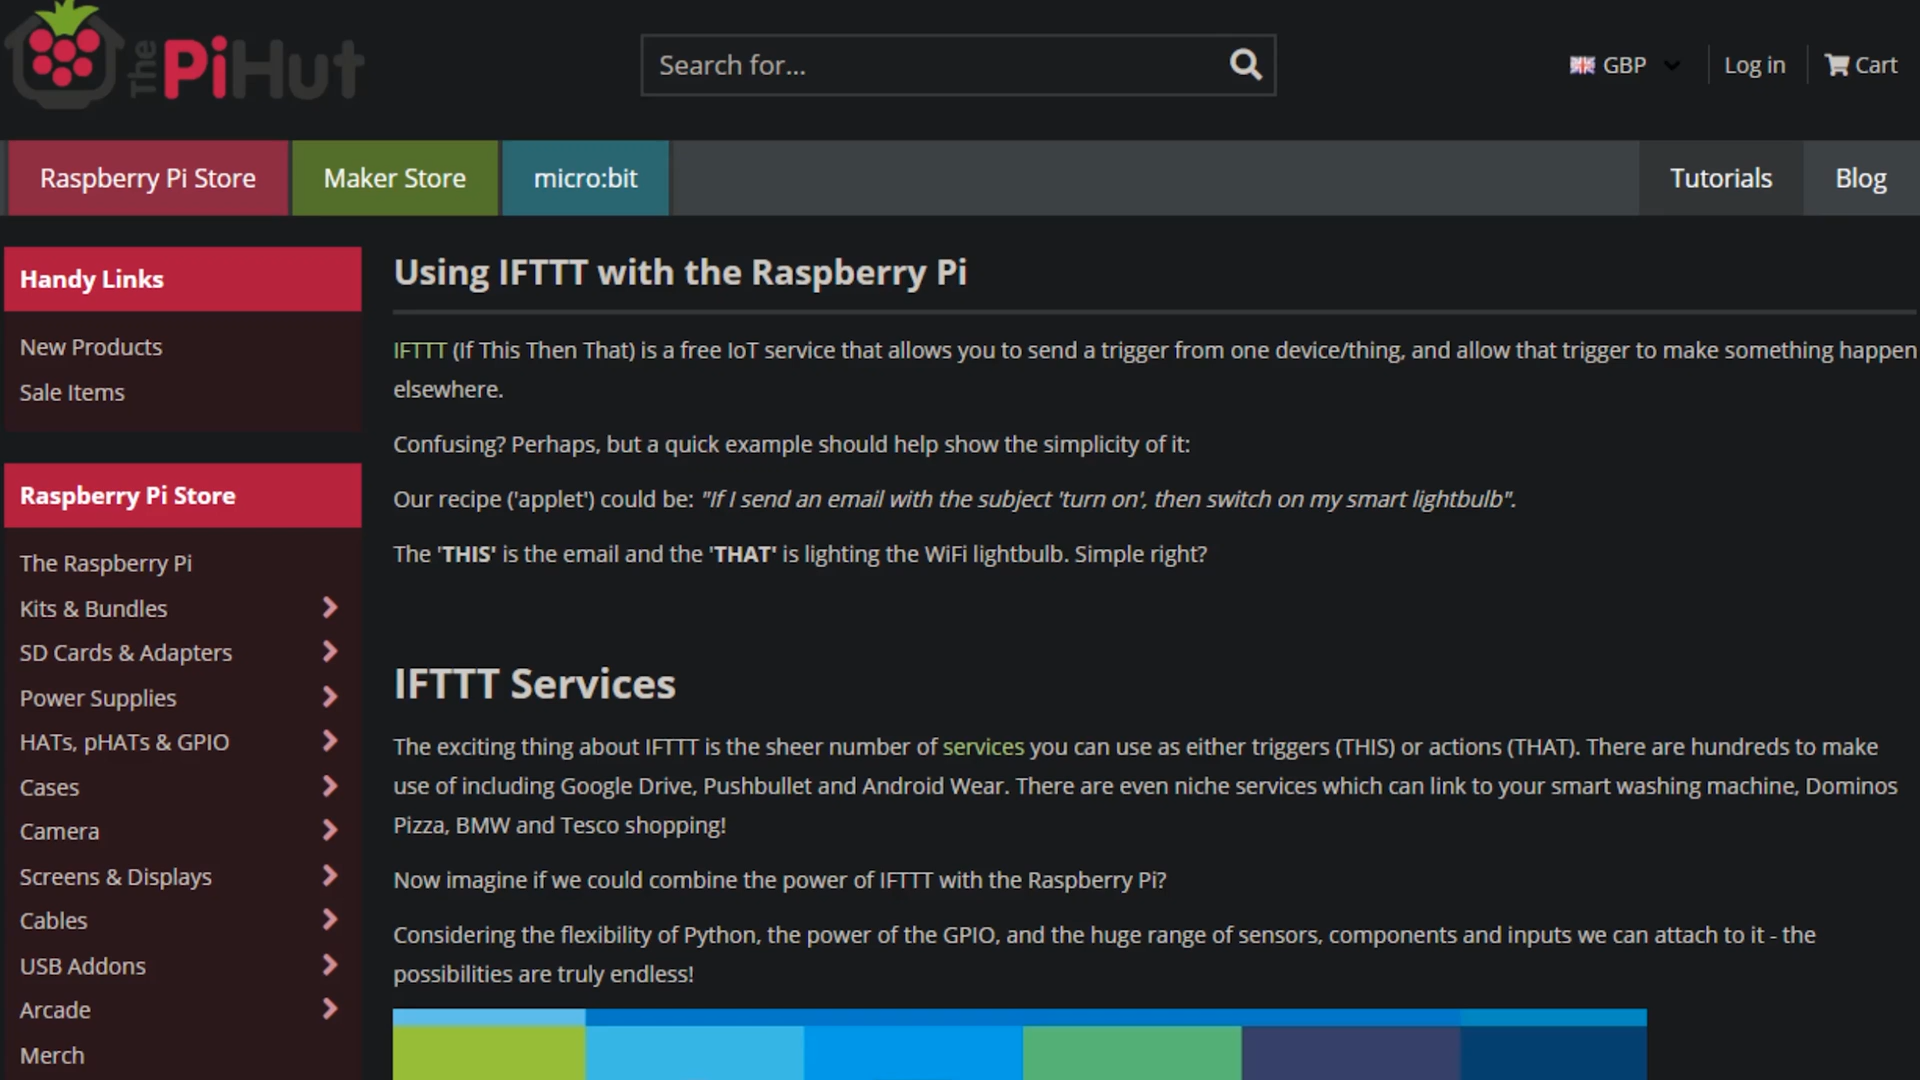 The PiHut
Search for...
GBP
Log in
Cart
Raspberry Pi Store
Maker Store
micro:bit
Tutorials
Blog
Handy Links
New Products
Sale Items
Raspberry Pi Store
The Raspberry Pi
Kits & Bundles
SD Cards & Adapters
Power Supplies
HATs, pHATs & GPIO
Cases
Camera
Screens & Displays
Cables
USB Addons
Arcade
Merch
Using IFTTT with the Raspberry Pi
IFTTT (If This Then That) is a free IoT service that allows you to send a trigger from one device/thing, and allow that trigger to make something happen
elsewhere.
Confusing? Perhaps, but a quick example should help show the simplicity of it:
Our recipe ('applet') could be: "If I send an email with the subject 'turn on', then switch on my smart lightbulb".
The 'THIS' is the email and the 'THAT' is lighting the WiFi lightbulb. Simple right?
IFTTT Services
The exciting thing about IFTTT is the sheer number of services you can use as either triggers (THIS) or actions (THAT). There are hundreds to make
use of including Google Drive, Pushbullet and Android Wear. There are even niche services which can link to your smart washing machine, Dominos
Pizza, BMW and Tesco shopping!
Now imagine if we could combine the power of IFTTT with the Raspberry Pi?
Considering the flexibility of Python, the power of the GPIO, and the huge range of sensors, components and inputs we can attach to it - the
possibilities are truly endless!